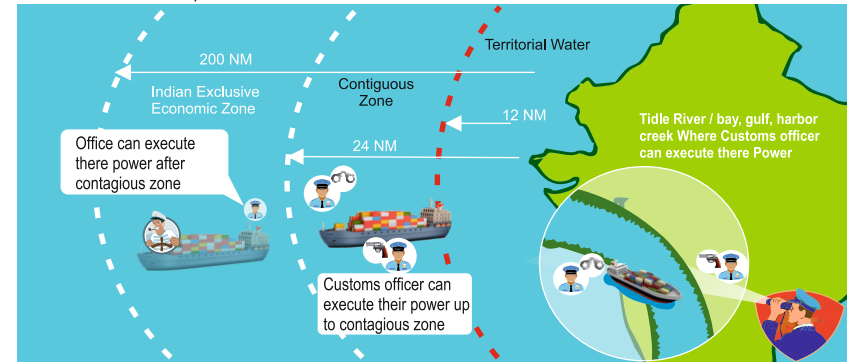 Territorial Water
200 NM
Indian Exclusive
Economic Zone
Contiguous
Zone
12 NM
Tidle River / bay, gulf, harbor
creek Where Customs officer
can execute there Power
Office can execute
there power after
contagious zone
24 NM
Customs officer can
execute their power up
to contagious zone